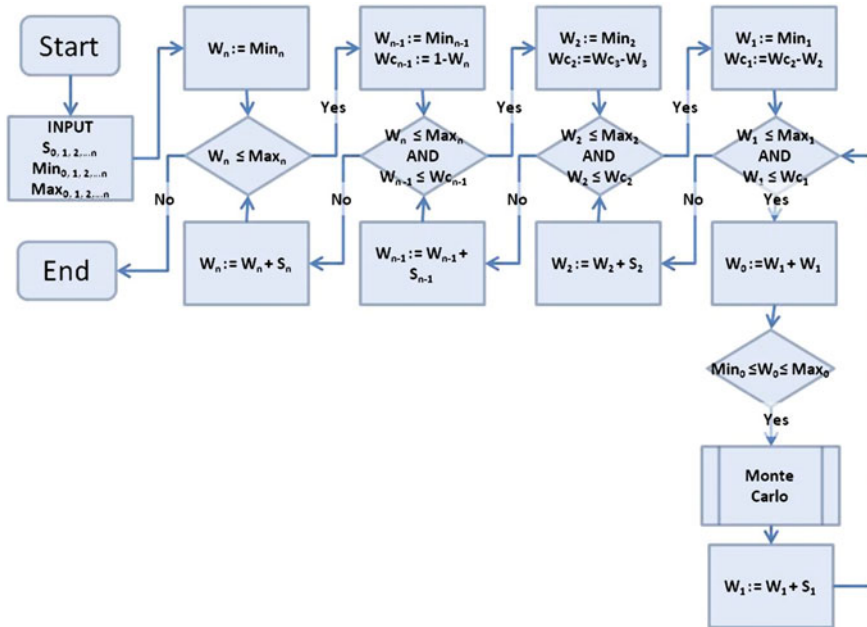 Start
INPUT
S₀, ₁, ₂,...ₙ
Min₀, ₁, ₂,...ₙ
Max₀, ₁, ₂,...ₙ
End
Wₙ := Minₙ
Wₙ ≤ Maxₙ
Yes
No
Wₙ := Wₙ + Sₙ
Wₙ₋₁ := Minₙ₋₁
Wcₙ₋₁ := 1-Wₙ
Wₙ ≤ Maxₙ
AND
Wₙ₋₁ ≤ Wcₙ₋₁
Yes
No
Wₙ₋₁ := Wₙ₋₁ +
Sₙ₋₁
W₂ := Min₂
Wc₂:=Wc₃-W₃
W₂ ≤ Max₂
AND
W₂ ≤ Wc₂
Yes
No
W₂ := W₂ + S₂
W₁ := Min₁
Wc₁:=Wc₂-W₂
W₁ ≤ Max₁
AND
W₁ ≤ Wc₁
No
Yes
W₀ :=W₁ + W₁
Min₀ ≤W₀ ≤ Max₀
Yes
Monte
Carlo
W₁ := W₁ + S₁